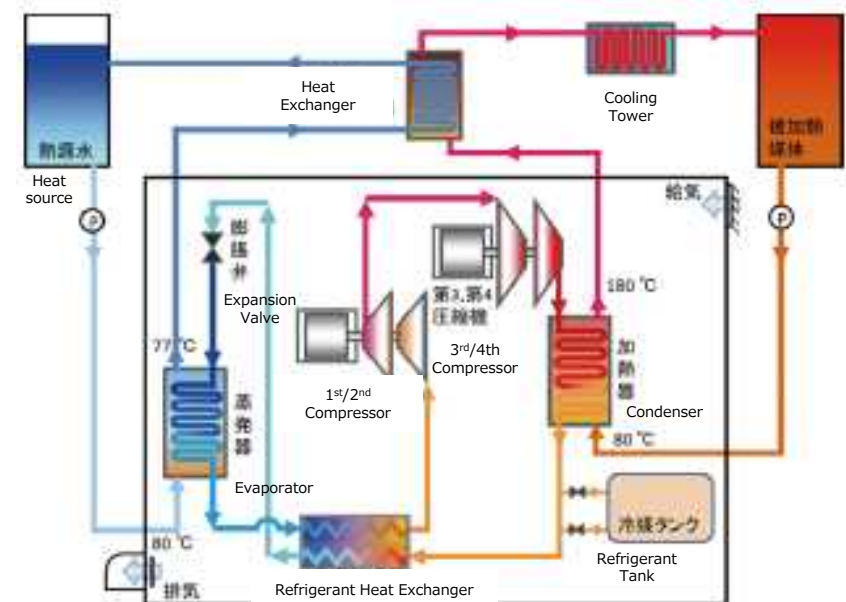 Heat
Exchanger
Cooling
Tower
熱源水
Heat
source
被加熱
媒体
P
P
給気
膨
張
弁
Expansion
Valve
第3,第4
圧縮機
3rd/4th
Compressor
180 ℃
77 ℃
1st/2nd
Compressor
加
熱
器
Condenser
蒸
発
器
Evaporator
80 ℃
80 ℃
冷媒タンク
Refrigerant
Tank
排気
Refrigerant Heat Exchanger